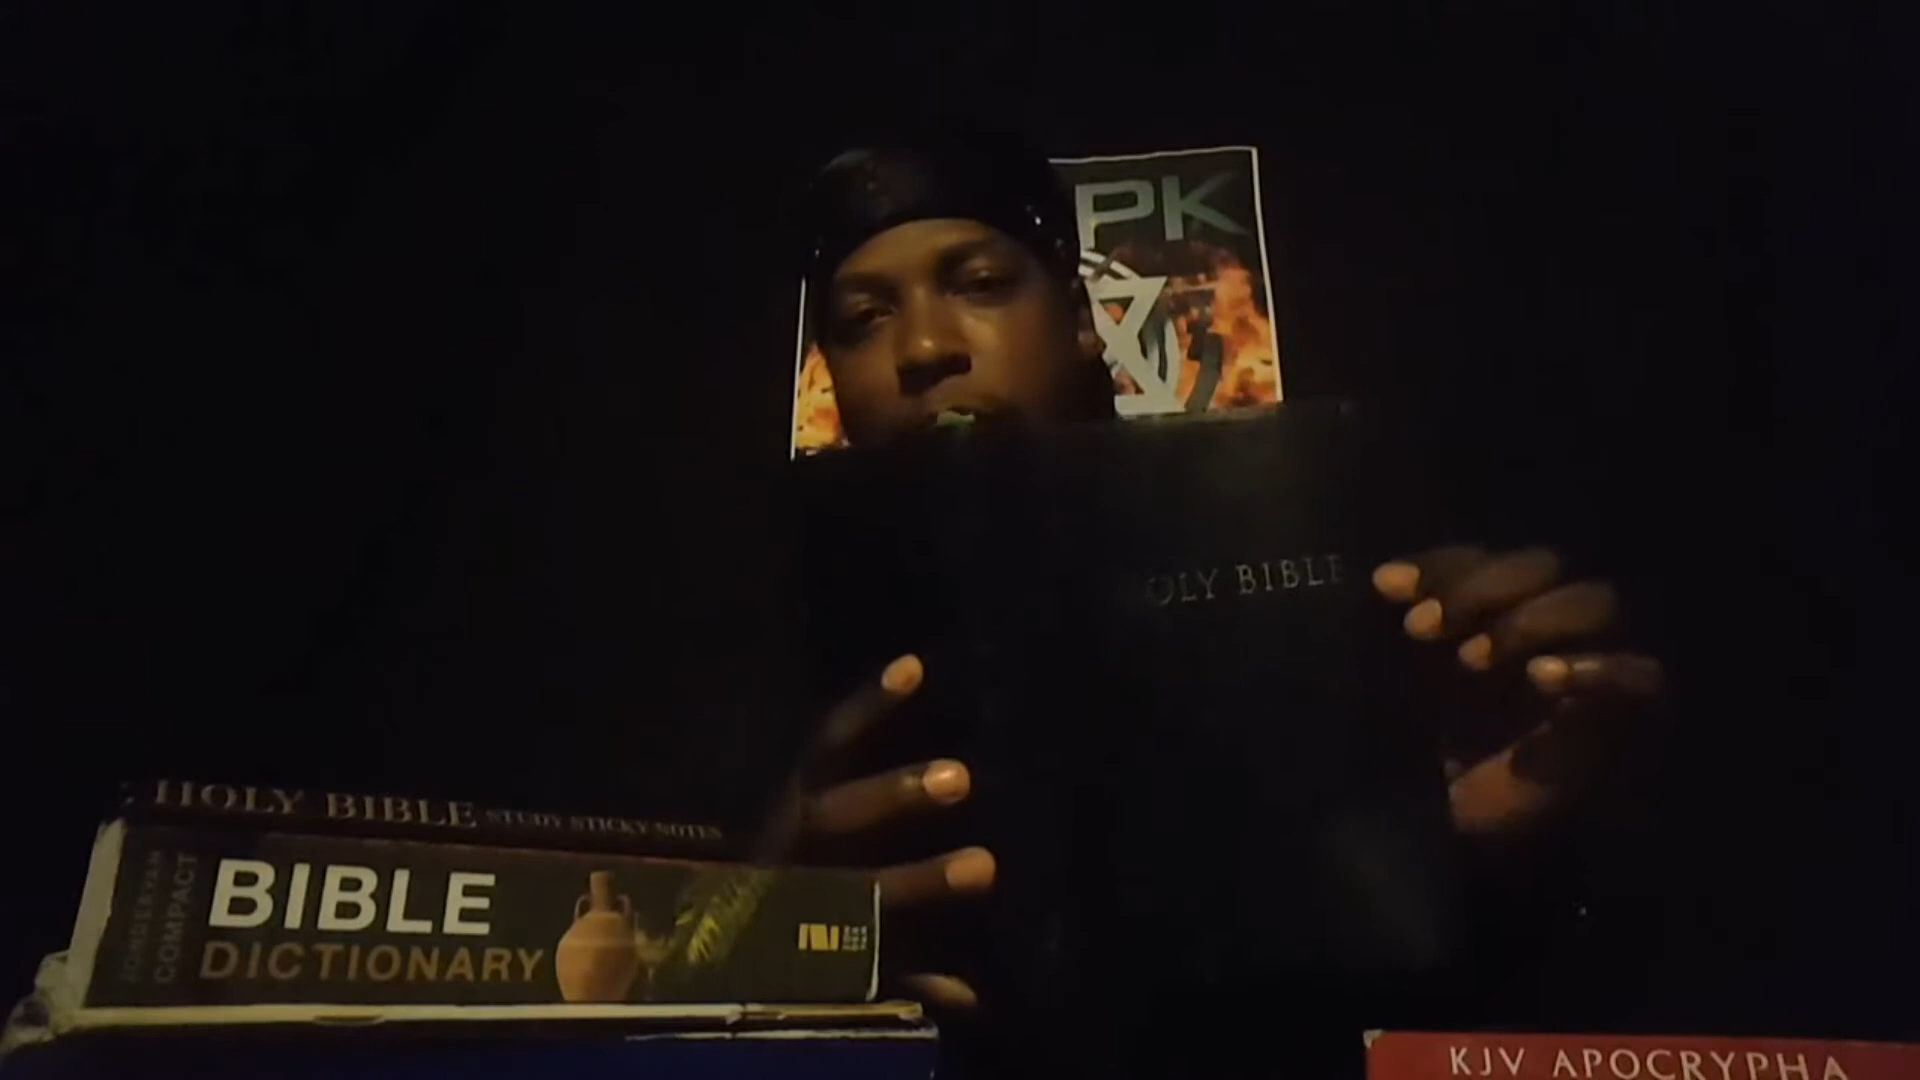 PK
OLY BIBLE
HOLY BIBLE STUDY STICKY NOTES
ZONDERVAN
COMPACT
BIBLE
DICTIONARY
KJV APOCRYPHA